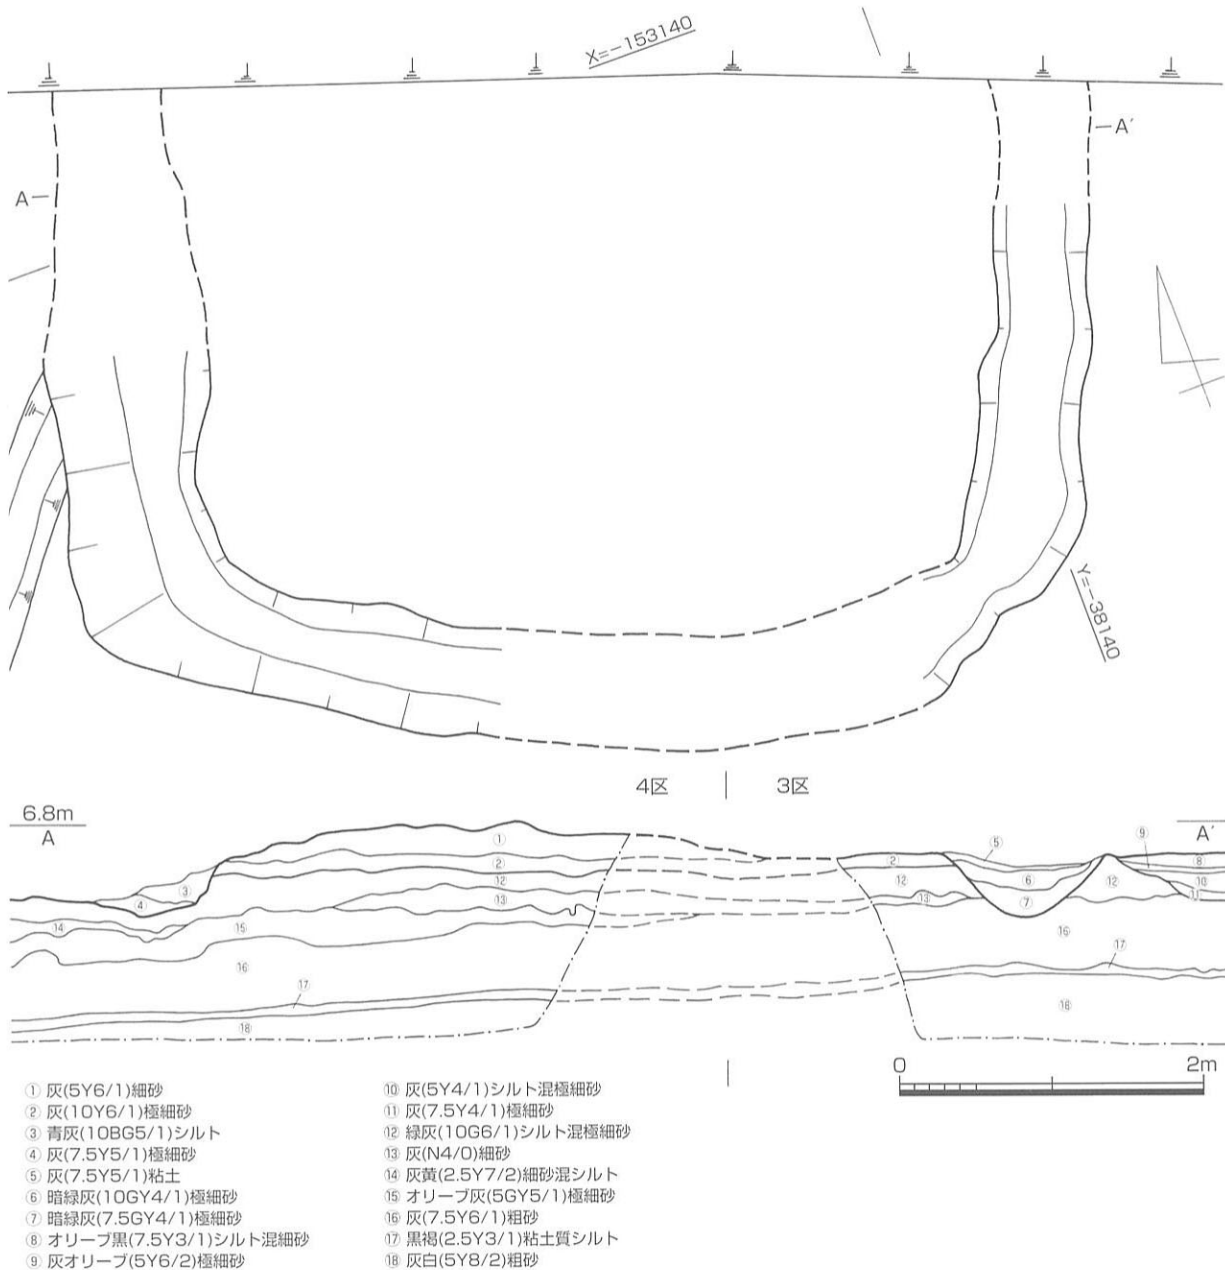 X=-153140
A'
A
Y=-38140
4区 3区
6.8m
A
A'
⑨
⑤
①
②
②
⑧
③
⑫
⑫
⑥
⑫
⑩
④
⑬
⑬
⑦
⑪
⑭
⑮
⑯
⑯
⑰
⑰
⑱
⑱
0 2m
① 灰(5Y6/1)細砂
② 灰(10Y6/1)極細砂
③ 青灰(10BG5/1)シルト
④ 灰(7.5Y5/1)極細砂
⑤ 灰(7.5Y5/1)粘土
⑥ 暗緑灰(10GY4/1)極細砂
⑦ 暗緑灰(7.5GY4/1)極細砂
⑧ オリーブ黒(7.5Y3/1)シルト混細砂
⑨ 灰オリーブ(5Y6/2)極細砂
⑩ 灰(5Y4/1)シルト混極細砂
⑪ 灰(7.5Y4/1)極細砂
⑫ 緑灰(10G6/1)シルト混極細砂
⑬ 灰(N4/0)細砂
⑭ 灰黄(2.5Y7/2)細砂混シルト
⑮ オリーブ灰(5GY5/1)極細砂
⑯ 灰(7.5Y6/1)粗砂
⑰ 黒褐(2.5Y3/1)粘土質シルト
⑱ 灰白(5Y8/2)粗砂